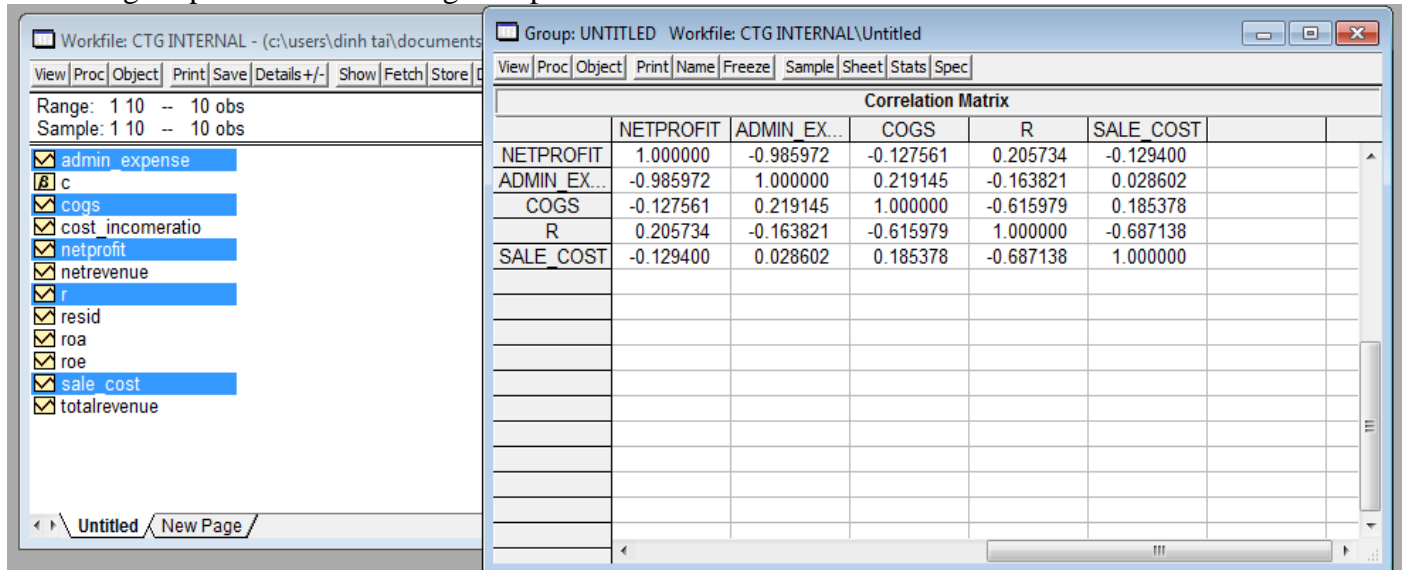 Workfile: CTG INTERNAL - (c:\users\dinh tai\documents
View Proc Object Print Save Details+/- Show Fetch Store
Range: 1 10 -- 10 obs
Sample: 1 10 -- 10 obs
admin_expense
c
cogs
cost_incomeratio
netprofit
netrevenue
r
resid
roa
roe
sale_cost
totalrevenue
Untitled New Page
Group: UNTITLED Workfile: CTG INTERNAL\Untitled
View Proc Object Print Name Freeze Sample Sheet Stats Spec
Correlation Matrix
NETPROFIT ADMIN_EX... COGS R SALE_COST
NETPROFIT 1.000000 -0.985972 -0.127561 0.205734 -0.129400
ADMIN_EX... -0.985972 1.000000 0.219145 -0.163821 0.028602
COGS -0.127561 0.219145 1.000000 -0.615979 0.185378
R 0.205734 -0.163821 -0.615979 1.000000 -0.687138
SALE_COST -0.129400 0.028602 0.185378 -0.687138 1.000000